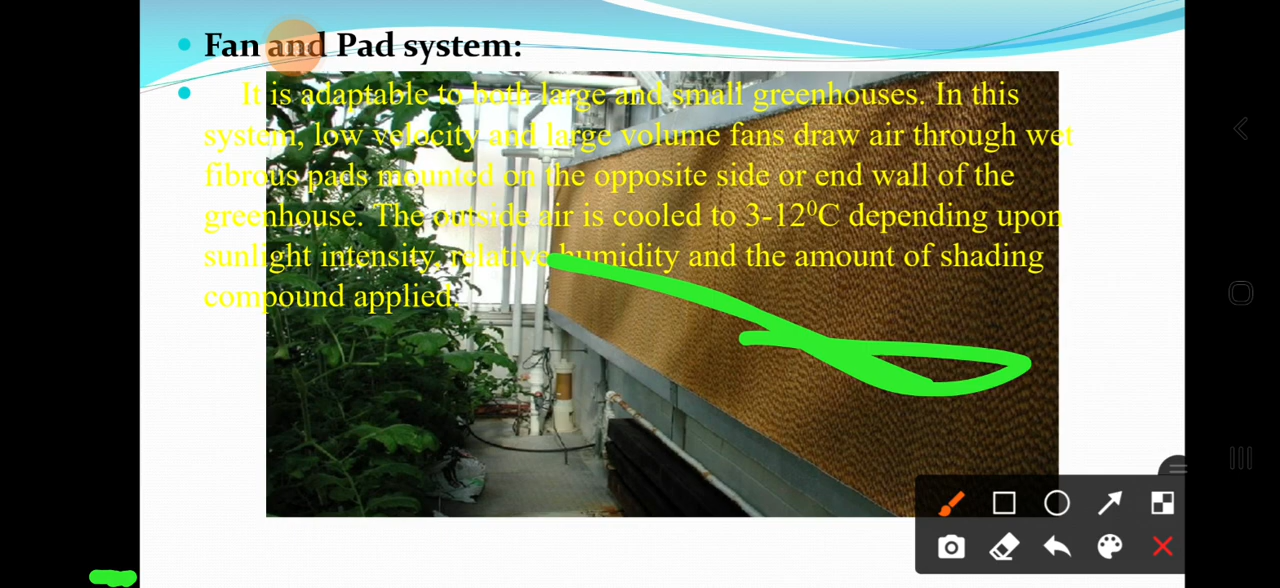 Fan and Pad system:
It is adaptable to both large and small greenhouses. In this
system, low velocity and large volume fans draw air through wet
fibrous pads mounted on the opposite side or end wall of the
greenhouse. The outside air is cooled to 3-12⁰C depending upon
sunlight intensity, relative humidity and the amount of shading
compound applied.